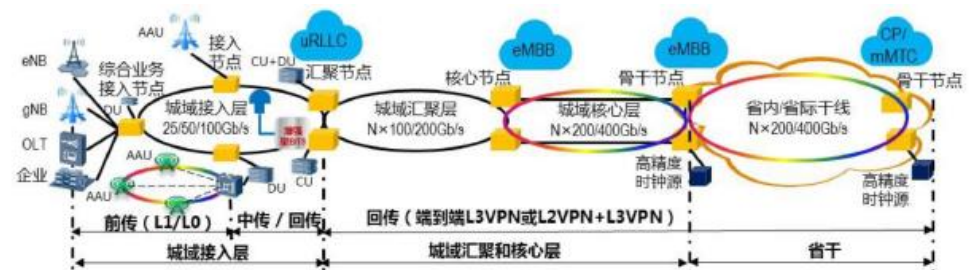 AAU
接入
节点
uRLLC
CP/
mMTC
eNB
综合业务
接入节点
CU+DU
汇聚节点
eMBB
核心节点
eMBB
骨干节点
骨干节点
gNB
DU
城域接入层
25/50/100Gb/s
城域汇聚层
N×100/200Gb/s
城域核心层
N×200/400Gb/s
省内/省际干线
N×200/400Gb/s
OLT
AAU
企业
AAU
DU
CU
高精度
时钟源
高精度
时钟源
前传（L1/L0）
中传 / 回传
回传（端到端L3VPN或L2VPN+L3VPN）
城域接入层
城域汇聚和核心层
省干